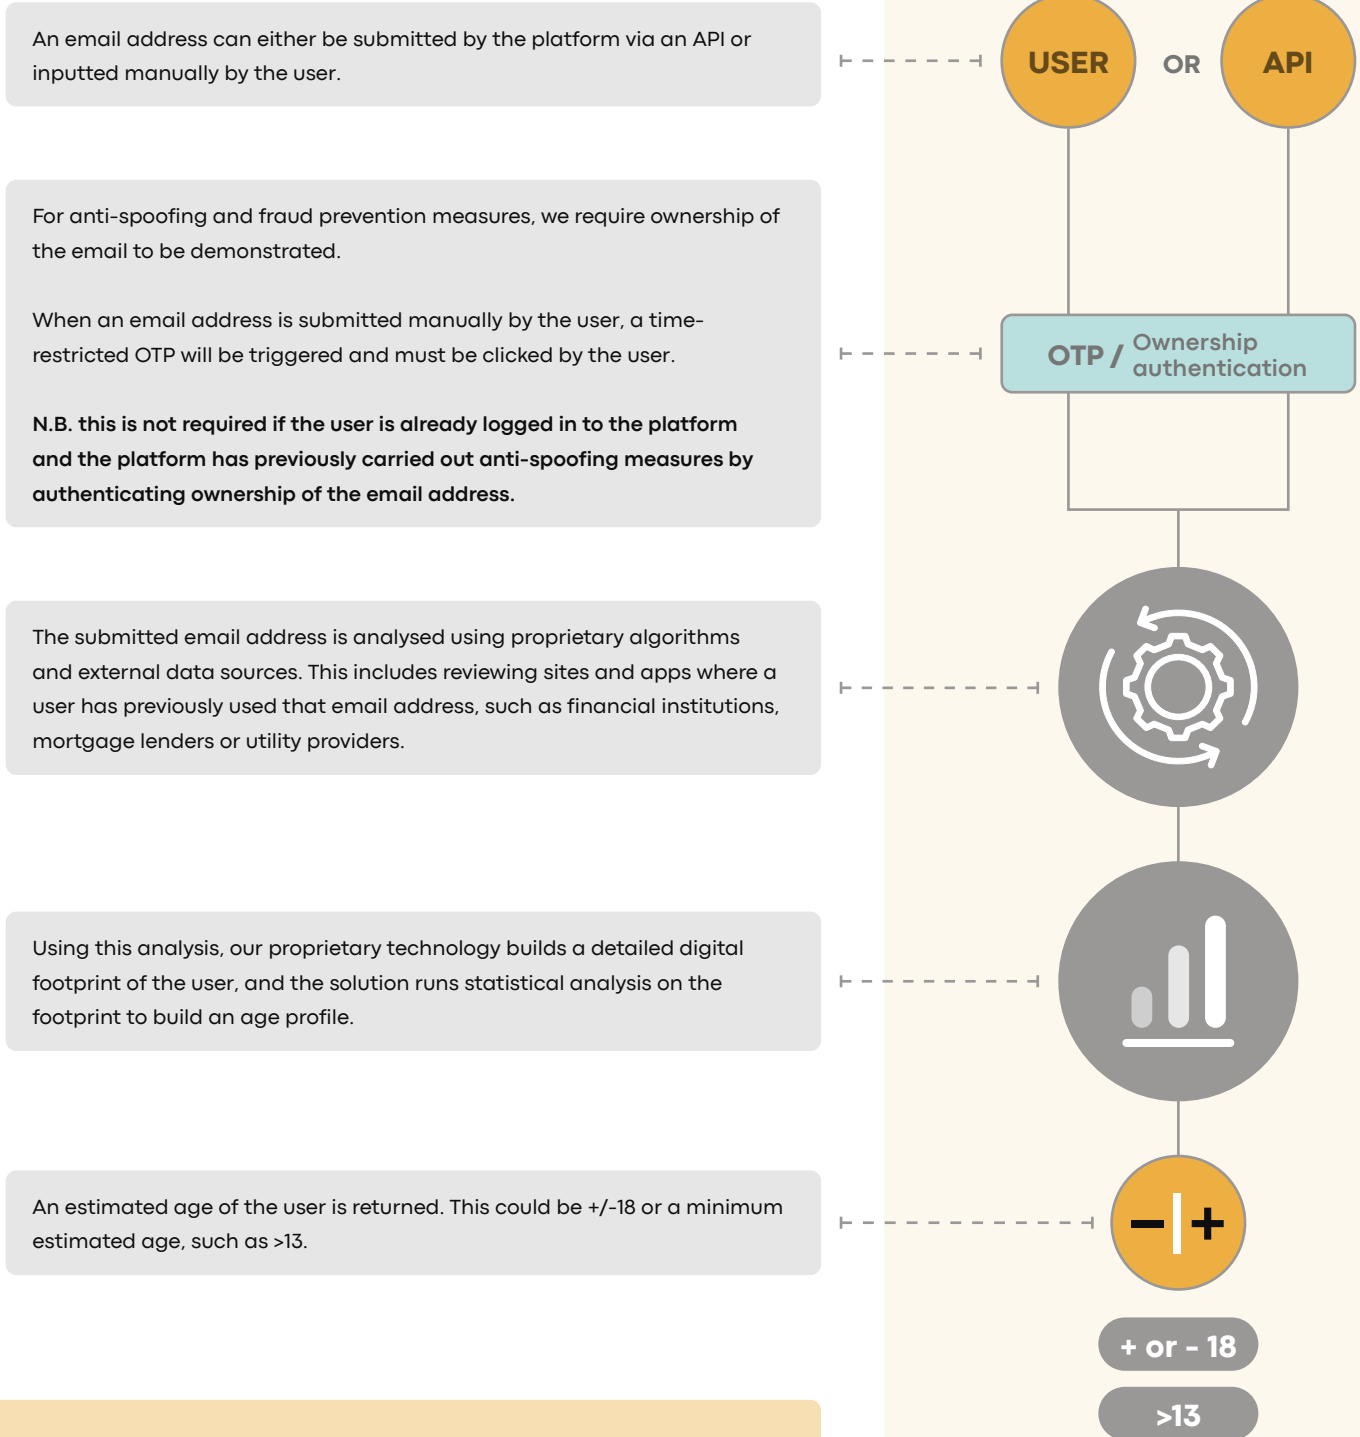 An email address can either be submitted by the platform via an API or
inputted manually by the user.
USER OR API
For anti-spoofing and fraud prevention measures, we require ownership of
the email to be demonstrated.
When an email address is submitted manually by the user, a time-
restricted OTP will be triggered and must be clicked by the user.
N.B. this is not required if the user is already logged in to the platform
and the platform has previously carried out anti-spoofing measures by
authenticating ownership of the email address.
OTP / Ownership
authentication
The submitted email address is analysed using proprietary algorithms
and external data sources. This includes reviewing sites and apps where a
user has previously used that email address, such as financial institutions,
mortgage lenders or utility providers.
Using this analysis, our proprietary technology builds a detailed digital
footprint of the user, and the solution runs statistical analysis on the
footprint to build an age profile.
An estimated age of the user is returned. This could be +/-18 or a minimum
estimated age, such as >13.
-|+
+ or - 18
>13